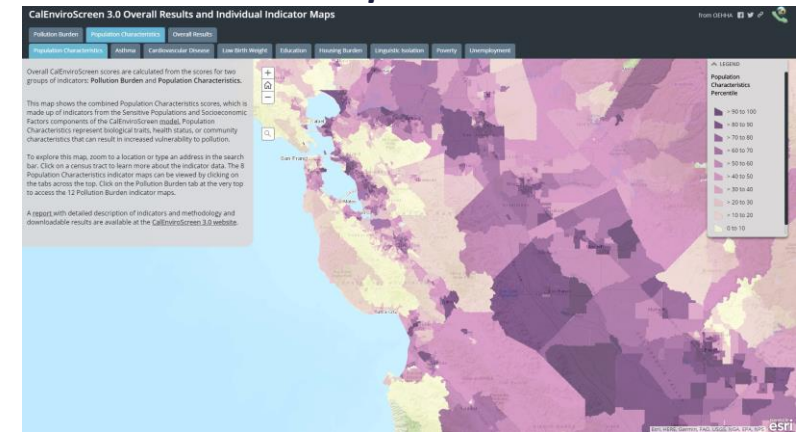 CalEnviroScreen 3.0 Overall Results and Individual Indicator Maps
from OEHHA
Pollution Burden Population Characteristics Overall Results
Population Characteristics Asthma Cardiovascular Disease Low Birth Weight Education Housing Burden Linguistic Isolation Poverty Unemployment
Overall CalEnviroScreen scores are calculated from the scores for two
groups of indicators: Pollution Burden and Population Characteristics.
This map shows the combined Population Characteristics scores, which is
made up of indicators from the Sensitive Populations and Socioeconomic
Factors components of the CalEnviroScreen model. Population
Characteristics represent biological traits, health status, or community
characteristics that can result in increased vulnerability to pollution.
To explore this map, zoom to a location or type an address in the search
bar. Click on a census tract to learn more about the indicator data. The 8
Population Characteristics indicator maps can be viewed by clicking on
the tabs across the top. Click on the Pollution Burden tab at the very top
to access the 12 Pollution Burden indicator maps.
A report with detailed description of indicators and methodology and
downloadable results are available at the CalEnviroScreen 3.0 website.
San Franc
LEGEND
Population
Characteristics
Percentile
> 90 to 100
> 80 to 90
> 70 to 80
> 60 to 70
> 50 to 60
> 40 to 50
> 30 to 40
> 20 to 30
> 10 to 20
0 to 10
esri